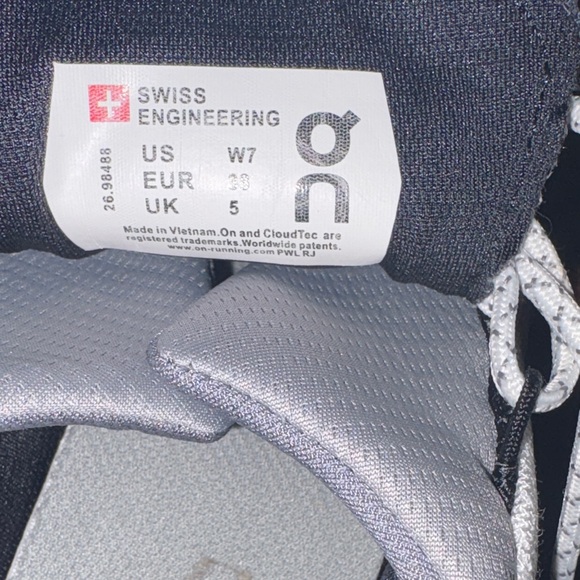 SWISS
ENGINEERING
on
US W7
EUR 38
UK 5
26.98488
Made in Vietnam.On and CloudTec are
registered trademarks.Worldwide patents.
www.on-running.com PWL RJ